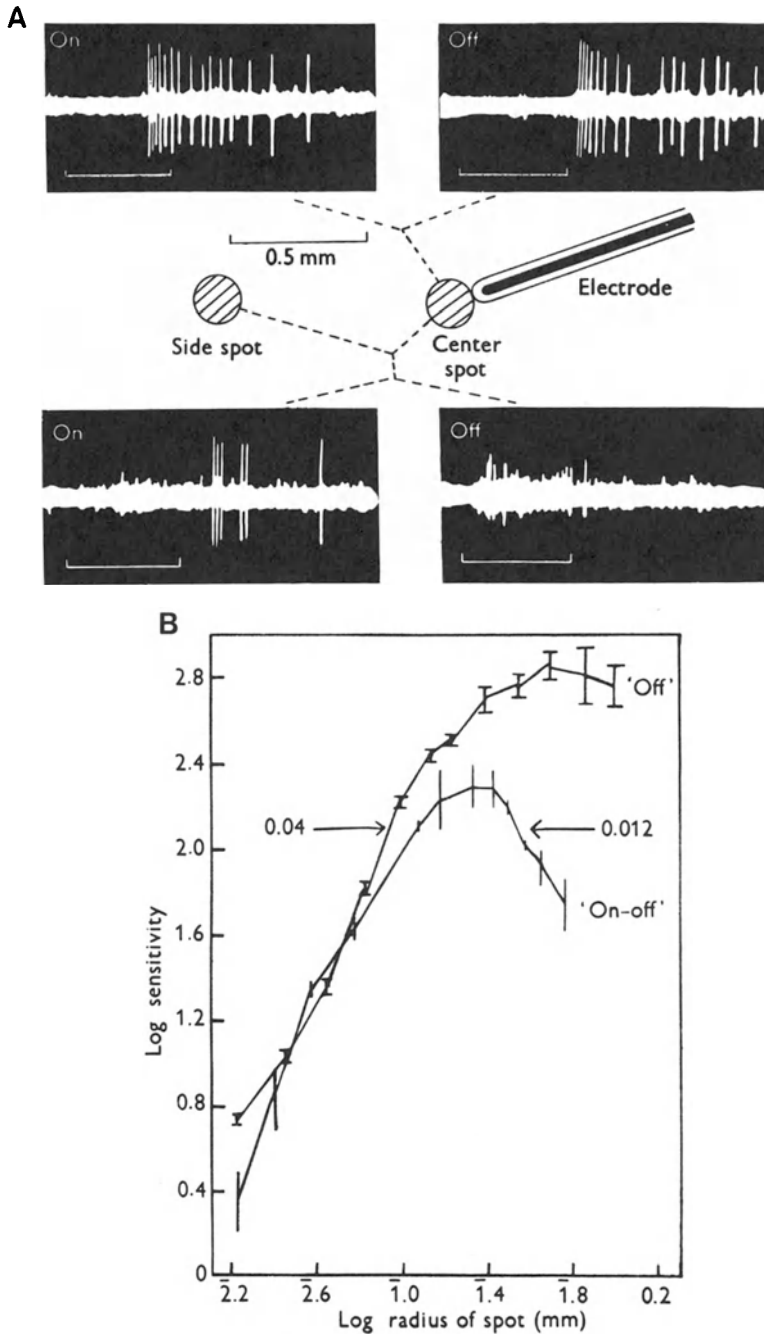 A
On
Off
0.5 mm
Electrode
Side spot
Center
spot
On
Off
B
2.8
2.4
2.0
1.6
1.2
0.8
0.4
0
'Off'
0.04
0.012
'On-off'
Log sensitivity
2̅.2 2̅.6 1̅.0 1̅.4 1̅.8 0.2
Log radius of spot (mm)